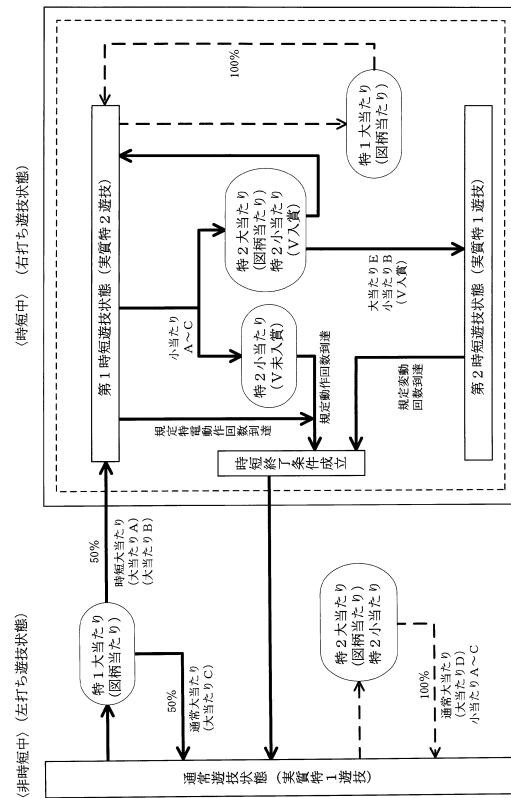 〈非時短中〉（左打ち遊技状態）
〈時短中〉（右打ち遊技状態）
通常遊技状態（実質特１遊技）
特１大当たり
（図柄当たり）
50%
時短大当たり
（大当たりＡ）
（大当たりＢ）
50%
通常大当たり
（大当たりＣ）
特２大当たり
（図柄当たり）
特２小当たり
100%
通常大当たり
（大当たりＤ）
小当たりＡ～Ｃ
第１時短遊技状態（実質特２遊技）
規定特電動作回数到達
小当たり
Ａ～Ｃ
特２小当たり
（Ｖ未入賞）
特２大当たり
（図柄当たり）
特２小当たり
（Ｖ入賞）
100%
特１大当たり
（図柄当たり）
規定動作回数到達
時短終了条件成立
大当たりＥ
小当たりＢ
（Ｖ入賞）
規定変動
回数到達
第２時短遊技状態（実質特１遊技）